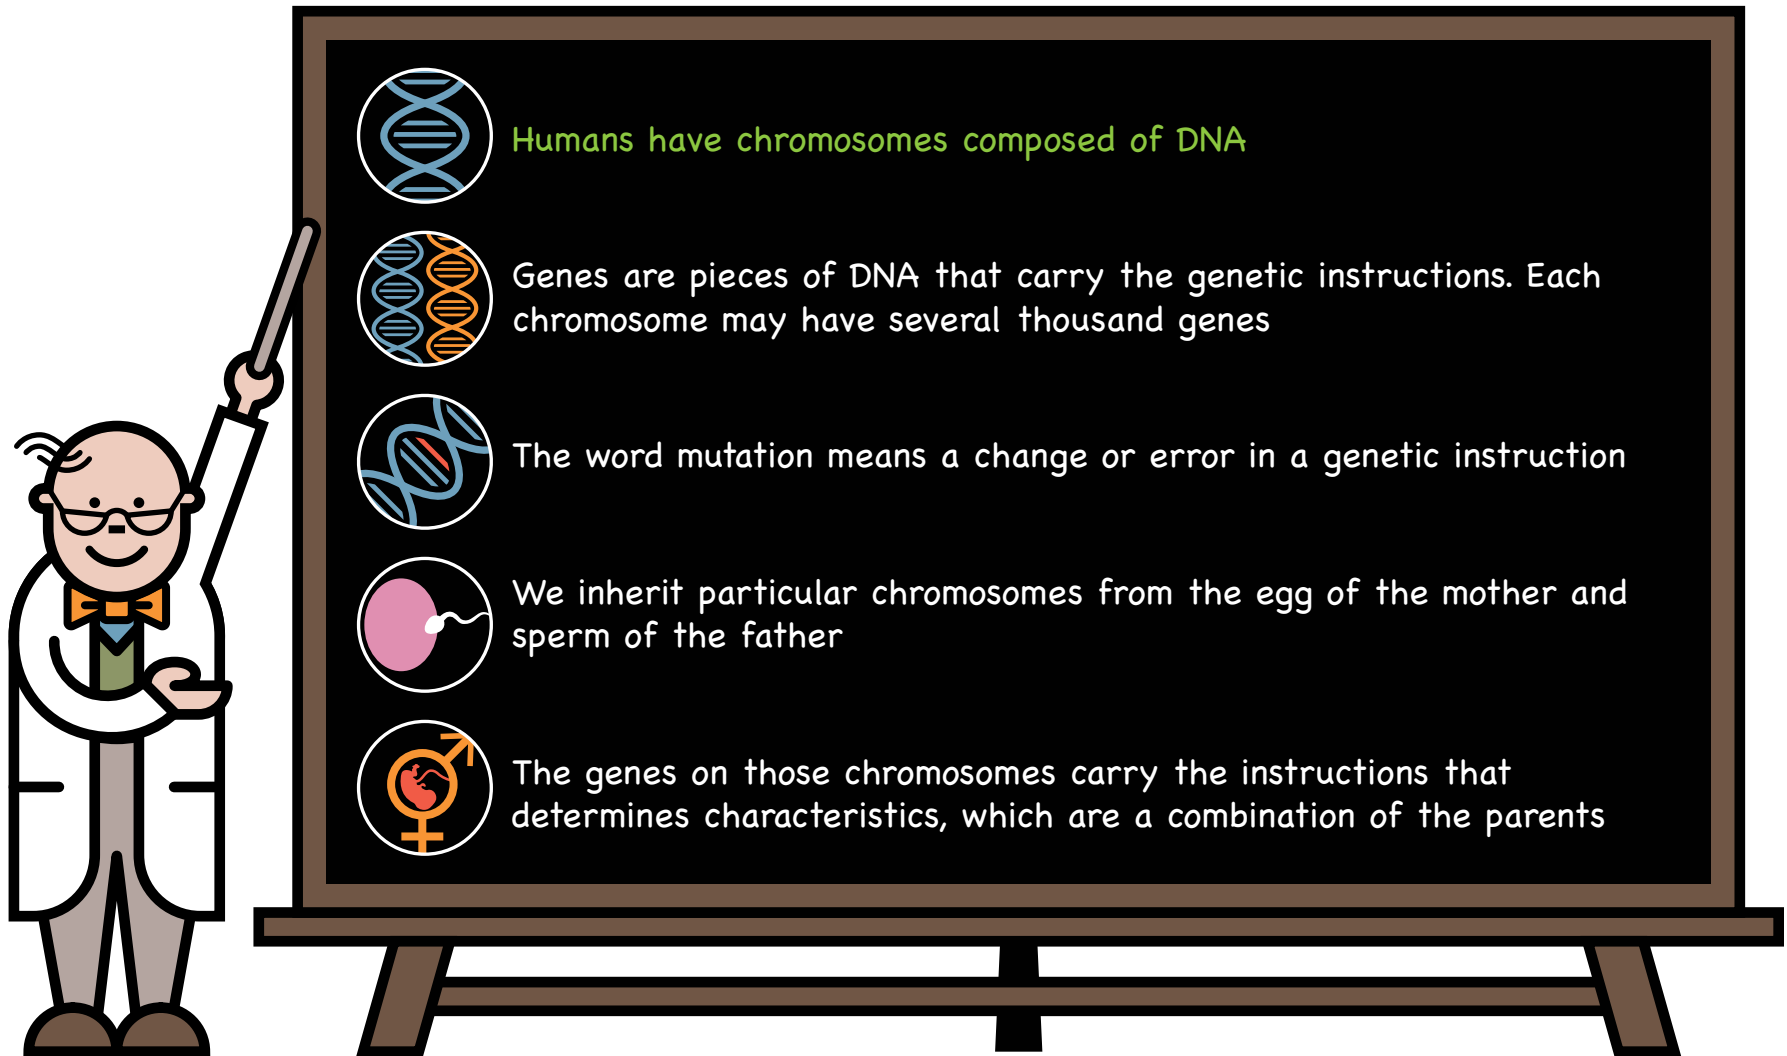 Humans have chromosomes composed of DNA
Genes are pieces of DNA that carry the genetic instructions. Each
chromosome may have several thousand genes
The word mutation means a change or error in a genetic instruction
We inherit particular chromosomes from the egg of the mother and
sperm of the father
The genes on those chromosomes carry the instructions that
determines characteristics, which are a combination of the parents